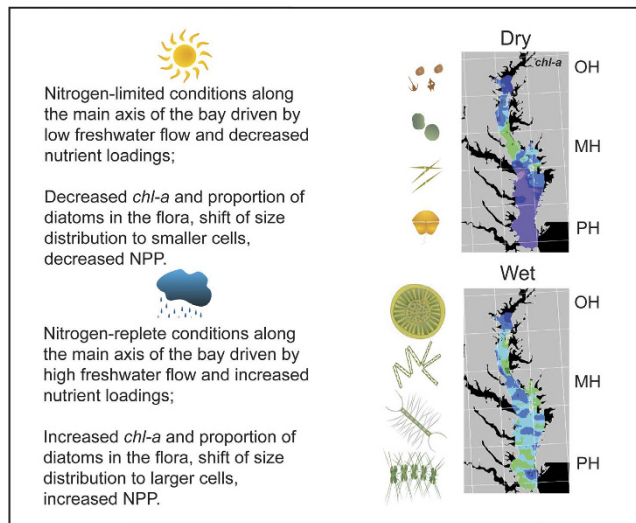 Nitrogen-limited conditions along
the main axis of the bay driven by
low freshwater flow and decreased
nutrient loadings;
Decreased chl-a and proportion of
diatoms in the flora, shift of size
distribution to smaller cells,
decreased NPP.
Nitrogen-replete conditions along
the main axis of the bay driven by
high freshwater flow and increased
nutrient loadings;
Increased chl-a and proportion of
diatoms in the flora, shift of size
distribution to larger cells,
increased NPP.
Dry
chl-a
OH
MH
PH
Wet
OH
MH
PH